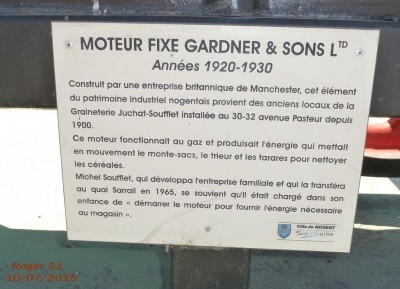 MOTEUR FIXE GARDNER & SONS LTD
Années 1920-1930
Construit par une entreprise britannique de Manchester, cet élément
du patrimoine industriel nogentais provient des anciens locaux de la
Graineterie Juchat-Soufflet installée au 30-32 avenue Pasteur depuis
1900.
Ce moteur fonctionnait au gaz et produisait l'énergie qui mettait
en mouvement le monte-sacs, le trieur et les tarares pour nettoyer
les céréales.
Michel Soufflet, qui développa l'entreprise familiale et qui la transféra
au quai Sarrail en 1965, se souvient qu'il était chargé dans son
enfance de « démarrer le moteur pour fournir l'énergie nécessaire
au magasin ».
Ville de NOGENT
sur Seine
Roger 51
10/07/2015